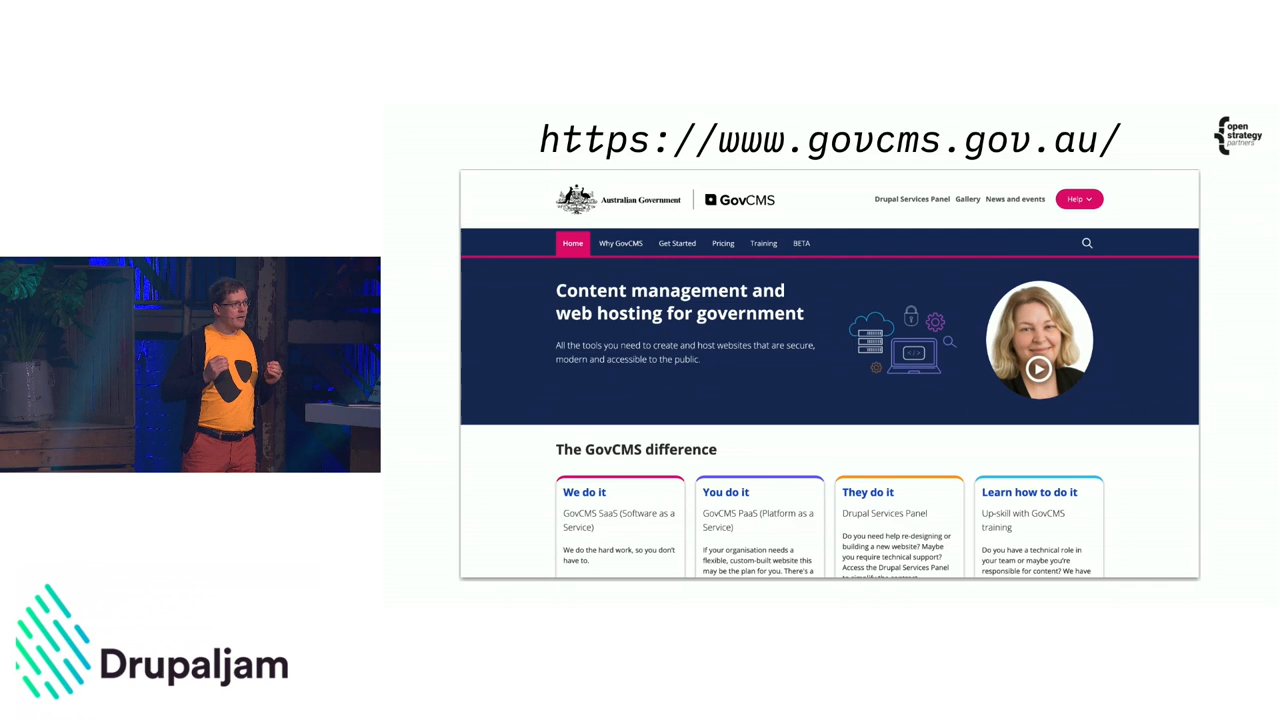 https://www.govcms.gov.au/
open
strategy
partners
Australian Government
GovCMS
Drupal Services Panel
Gallery
News and events
Help
Home
Why GovCMS
Get Started
Pricing
Training
BETA
Content management and
web hosting for government
All the tools you need to create and host websites that are secure,
modern and accessible to the public.
The GovCMS difference
We do it
GovCMS SaaS (Software as a
Service)
We do the hard work, so you don't
have to.
You do it
GovCMS PaaS (Platform as a
Service)
If your organisation needs a
flexible, custom-built website this
may be the plan for you. There's a
They do it
Drupal Services Panel
Do you need help re-designing or
building a new website? Maybe
you require technical support?
Access the Drupal Services Panel
to simplify the contract
Learn how to do it
Up-skill with GovCMS
training
Do you have a technical role in
your team or maybe you're
responsible for content? We have
Drupaljam